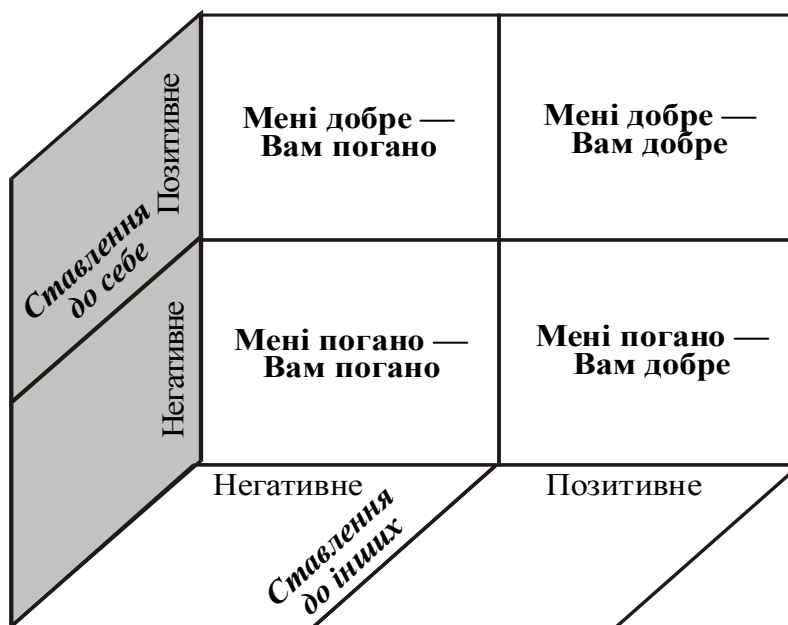 Позитивне
Мені добре —
Вам погано
Мені добре —
Вам добре
Ставлення
до себе
Негативне
Мені погано —
Вам погано
Мені погано —
Вам добре
Негативне
Позитивне
Ставлення
до інших